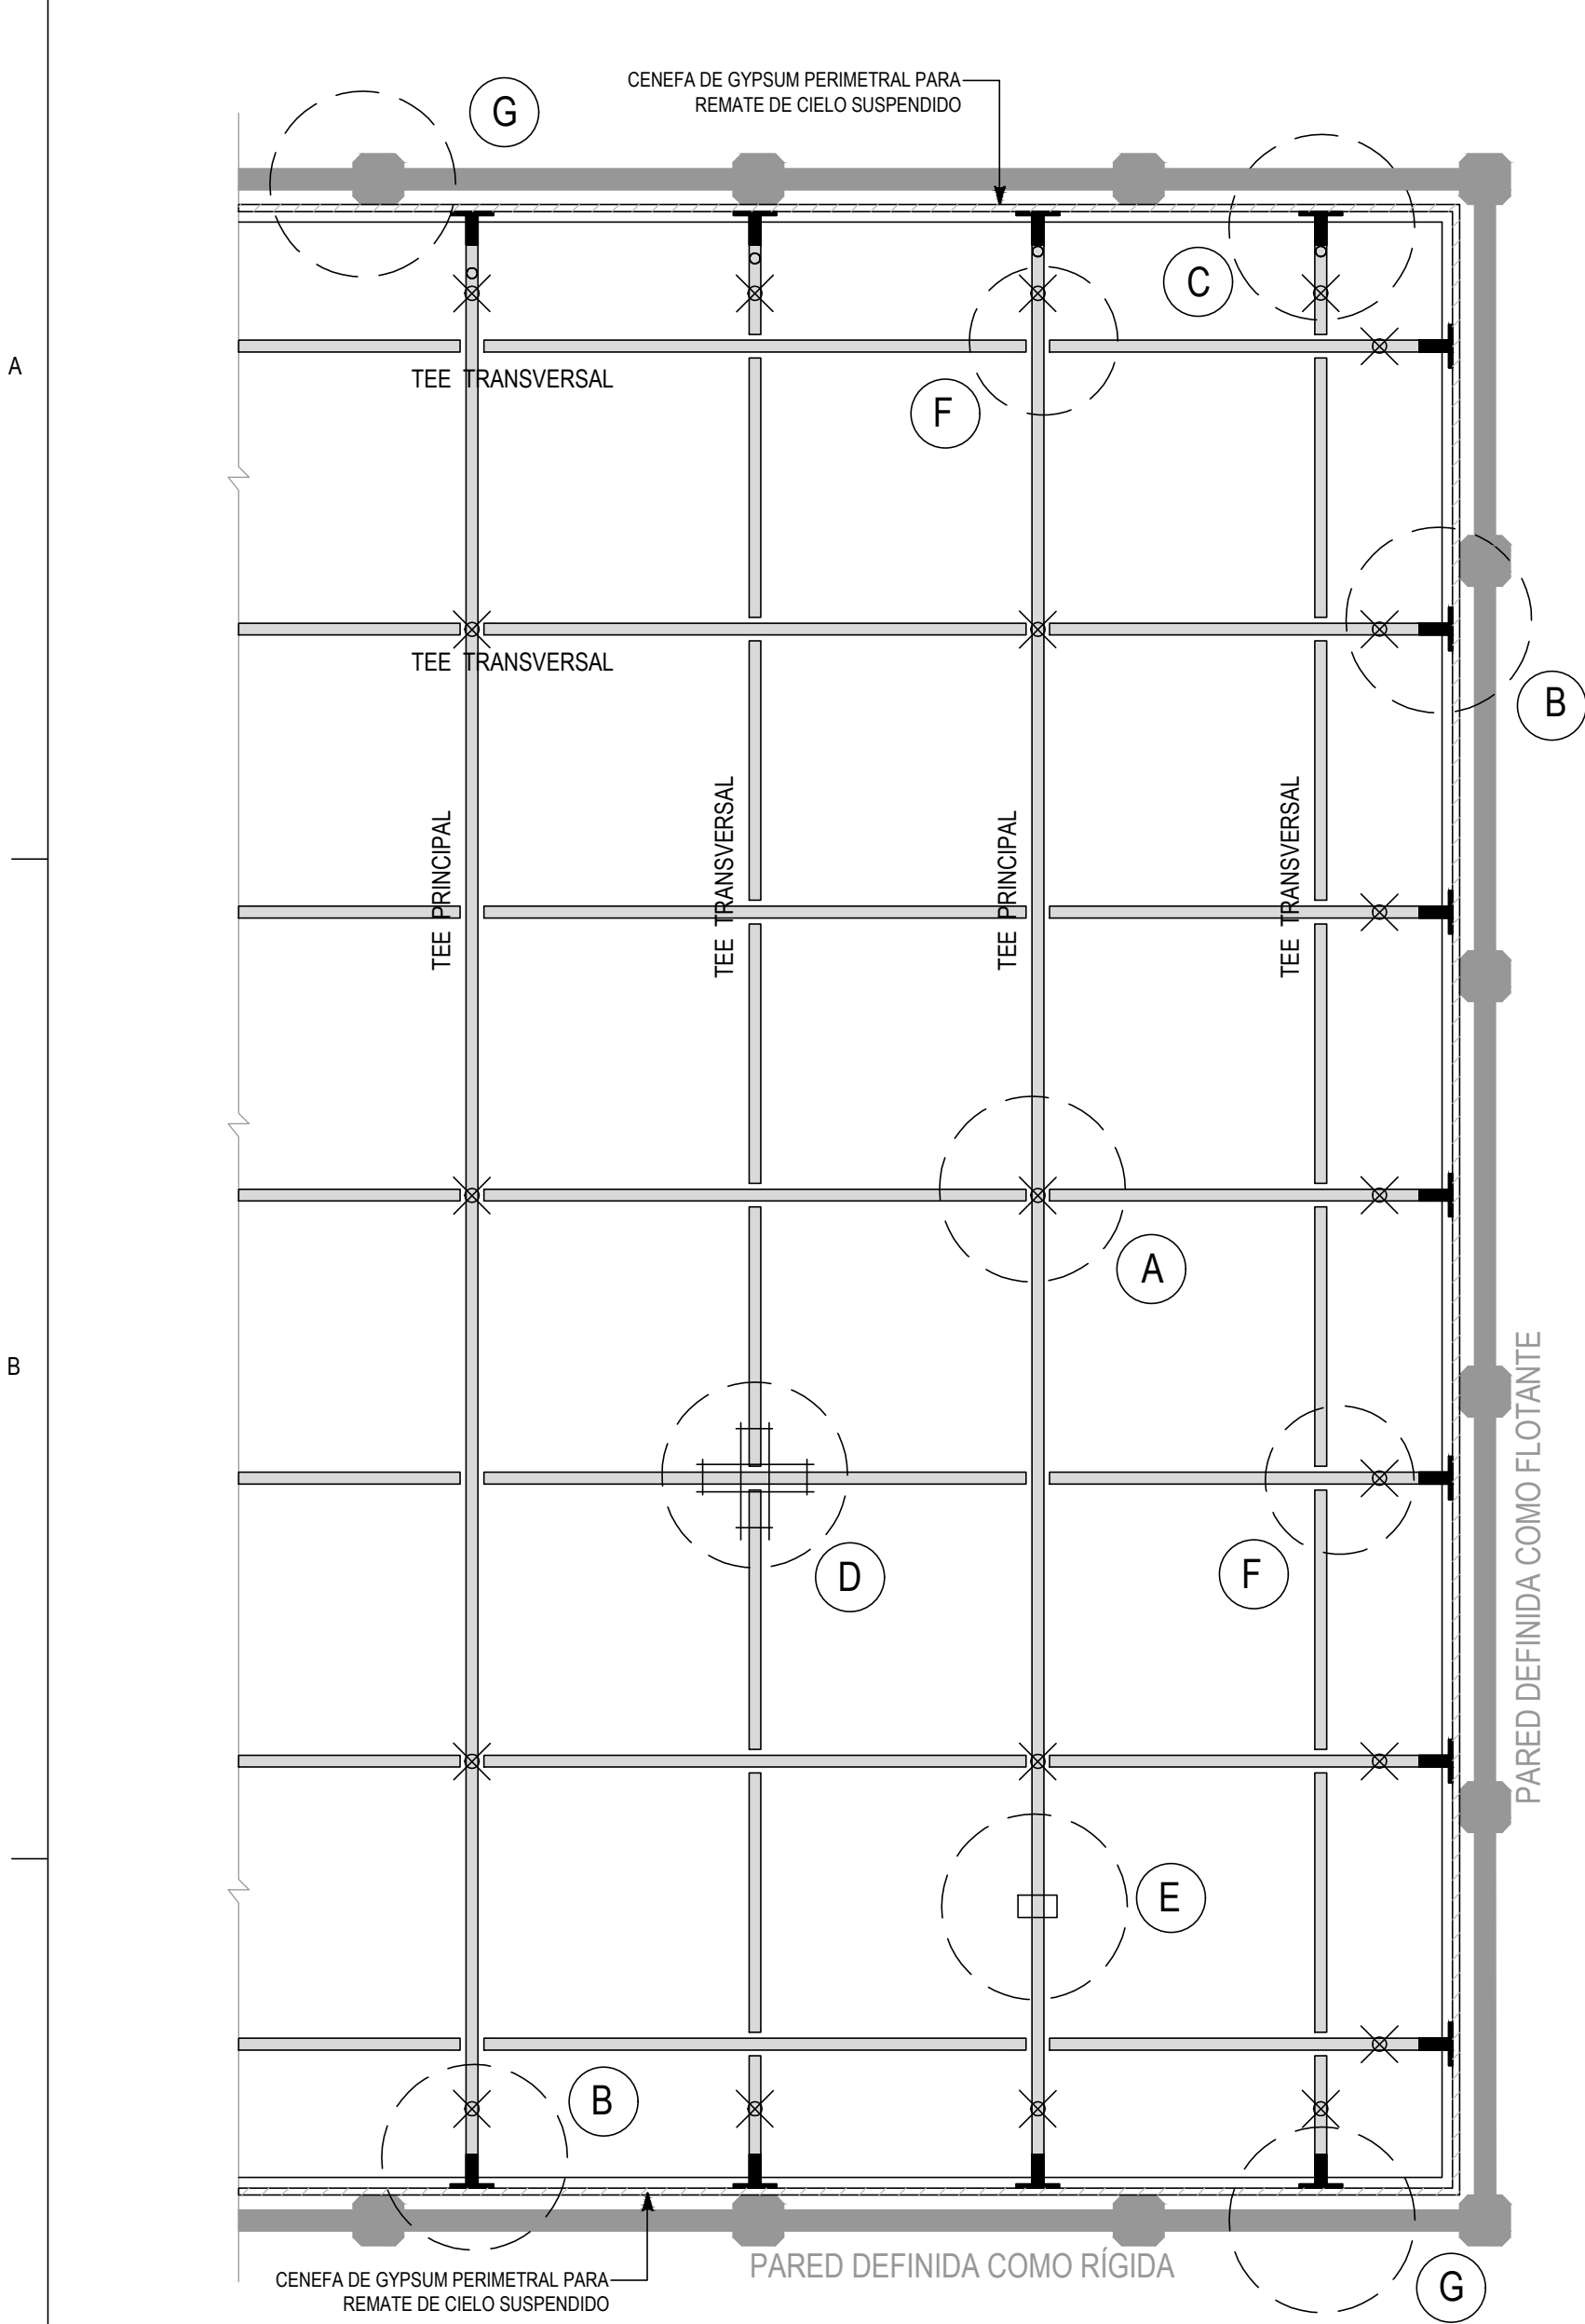 G
CENEFA DE GYPSUM PERIMETRAL PARA
REMATE DE CIELO SUSPENDIDO
C
A
TEE TRANSVERSAL
F
TEE TRANSVERSAL
B
TEE PRINCIPAL
TEE TRANSVERSAL
TEE PRINCIPAL
TEE TRANSVERSAL
A
B
PARED DEFINIDA COMO FLOTANTE
D
F
E
B
PARED DEFINIDA COMO RÍGIDA
CENEFA DE GYPSUM PERIMETRAL PARA
REMATE DE CIELO SUSPENDIDO
G